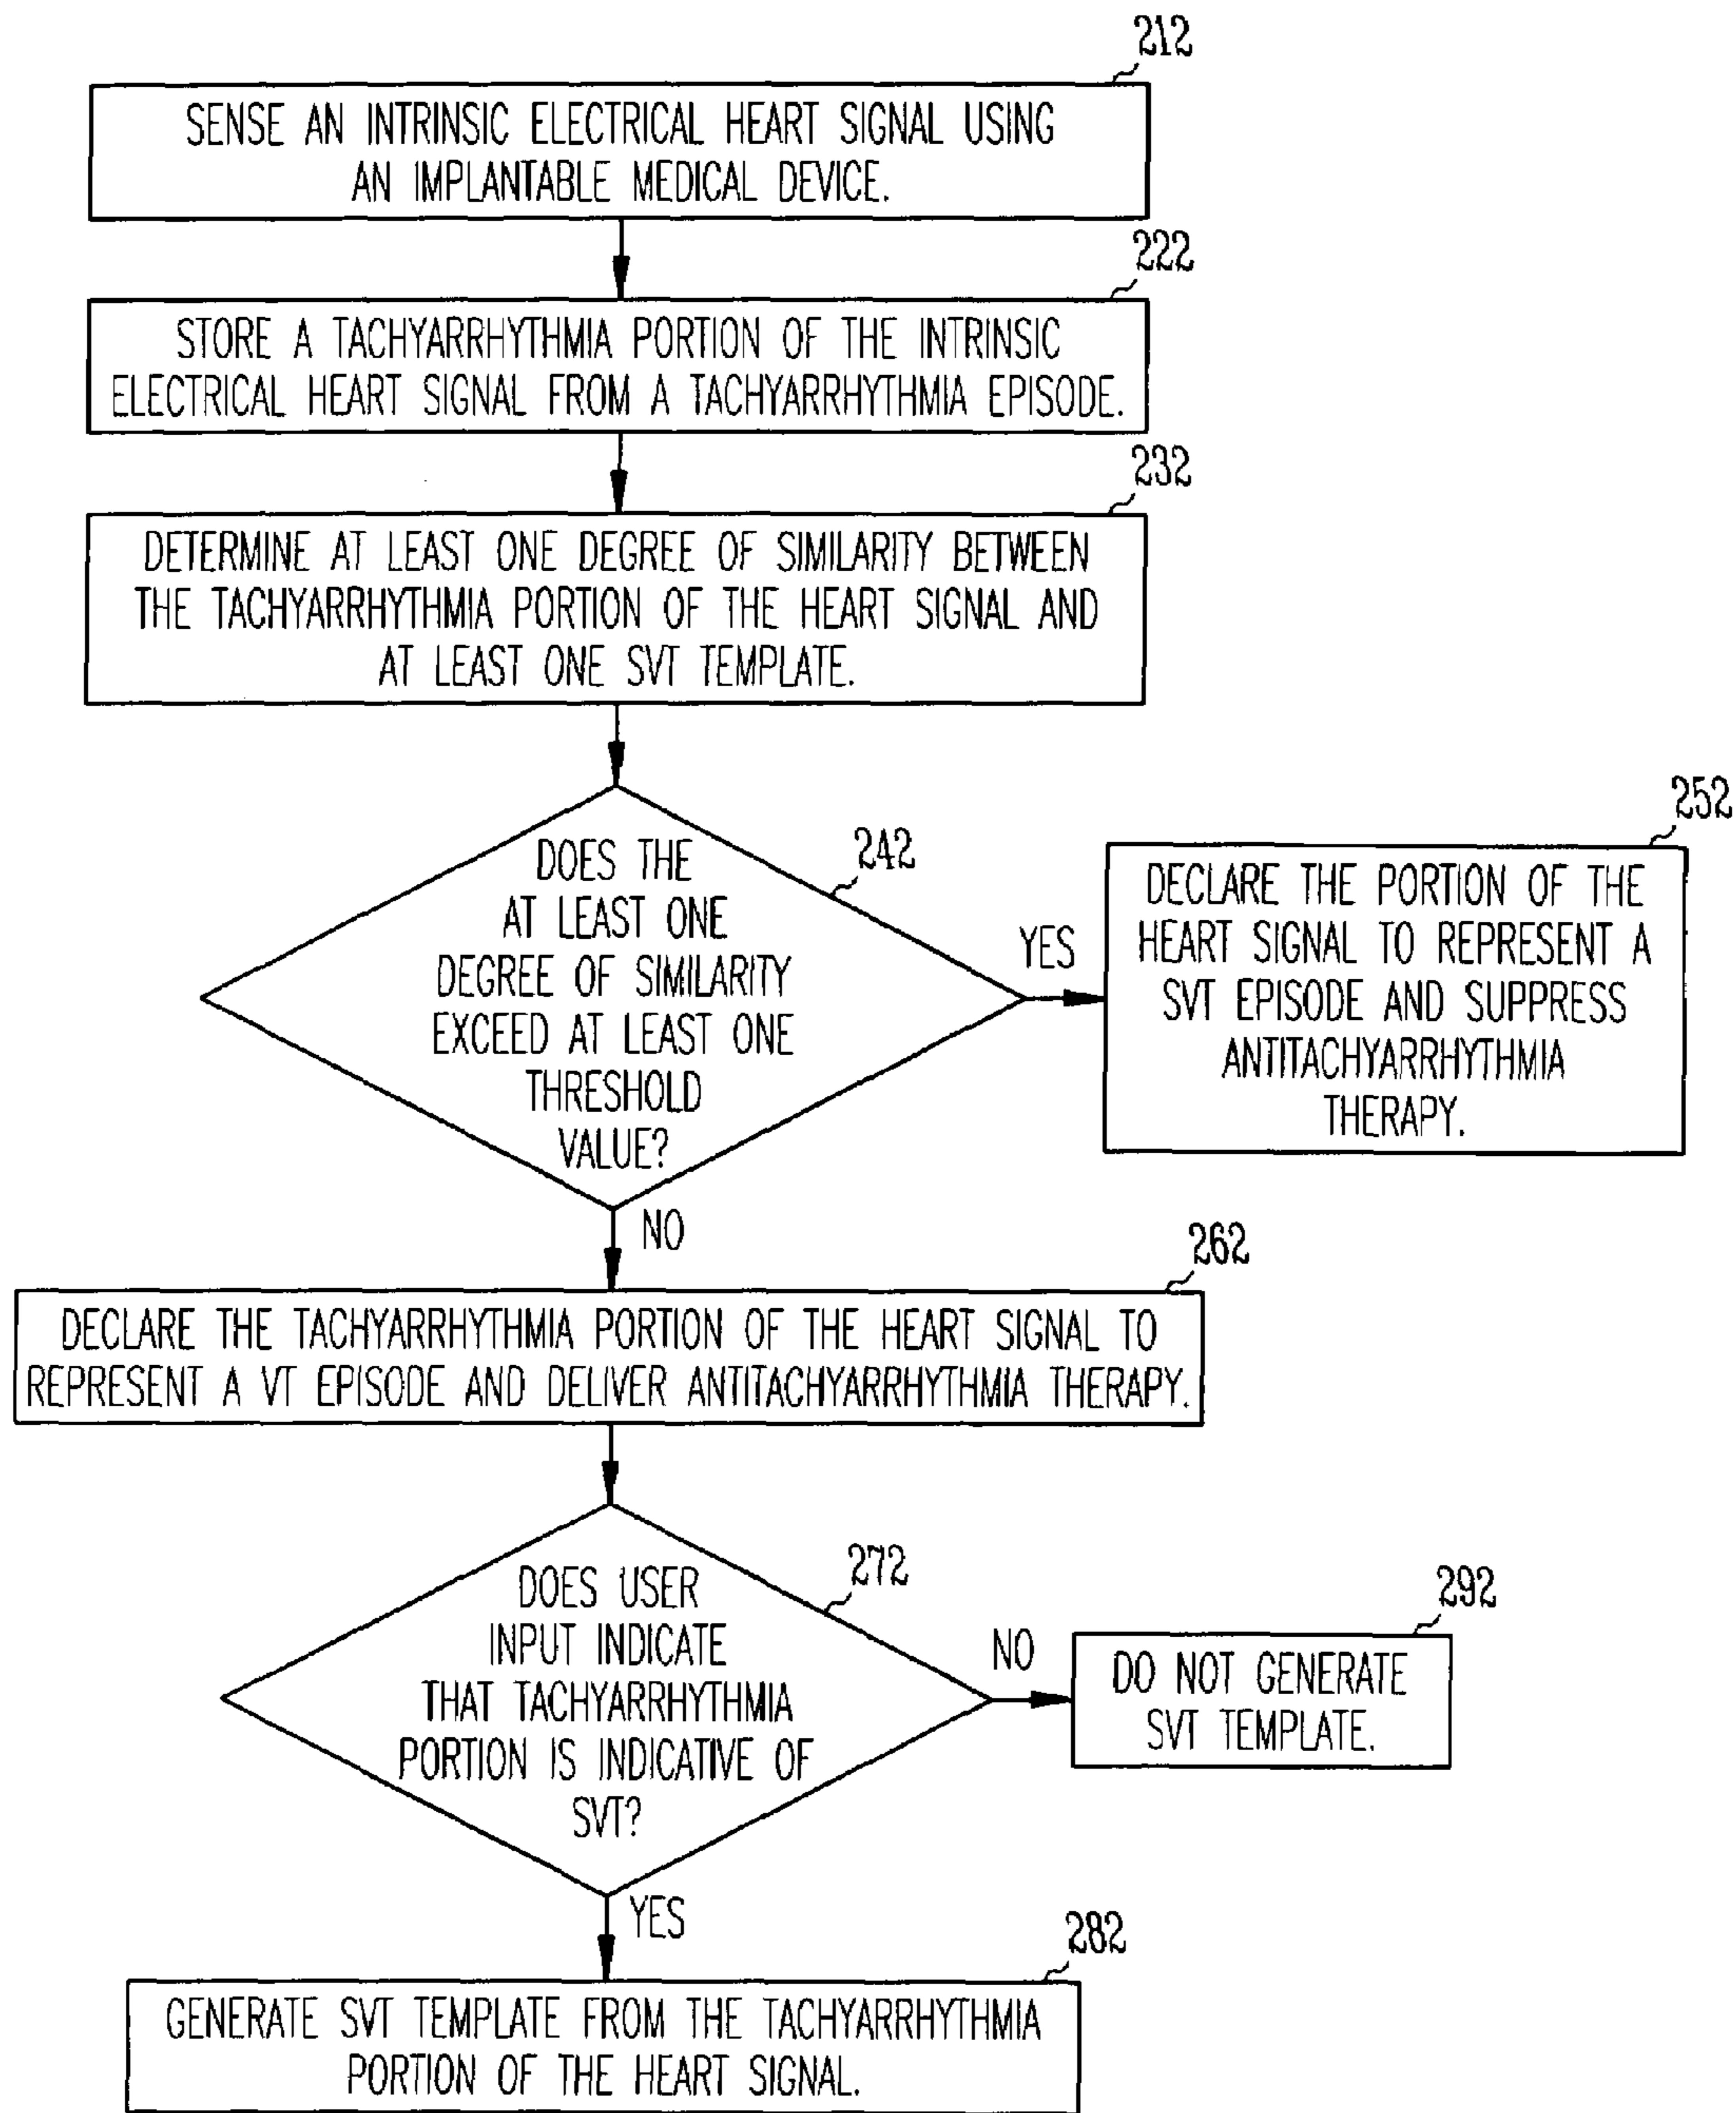 212
SENSE AN INTRINSIC ELECTRICAL HEART SIGNAL USING
AN IMPLANTABLE MEDICAL DEVICE.
222
STORE A TACHYARRHYTHMIA PORTION OF THE INTRINSIC
ELECTRICAL HEART SIGNAL FROM A TACHYARRHYTHMIA EPISODE.
232
DETERMINE AT LEAST ONE DEGREE OF SIMILARITY BETWEEN
THE TACHYARRHYTHMIA PORTION OF THE HEART SIGNAL AND
AT LEAST ONE SVT TEMPLATE.
242
DOES THE
AT LEAST ONE
DEGREE OF SIMILARITY
EXCEED AT LEAST ONE
THRESHOLD
VALUE?
YES
252
DECLARE THE PORTION OF THE
HEART SIGNAL TO REPRESENT A
SVT EPISODE AND SUPPRESS
ANTITACHYARRHYTHMIA
THERAPY.
NO
262
DECLARE THE TACHYARRHYTHMIA PORTION OF THE HEART SIGNAL TO
REPRESENT A VT EPISODE AND DELIVER ANTITACHYARRHYTHMIA THERAPY.
272
DOES USER
INPUT INDICATE
THAT TACHYARRHYTHMIA
PORTION IS INDICATIVE OF
SVT?
NO
292
DO NOT GENERATE
SVT TEMPLATE.
YES
282
GENERATE SVT TEMPLATE FROM THE TACHYARRHYTHMIA
PORTION OF THE HEART SIGNAL.